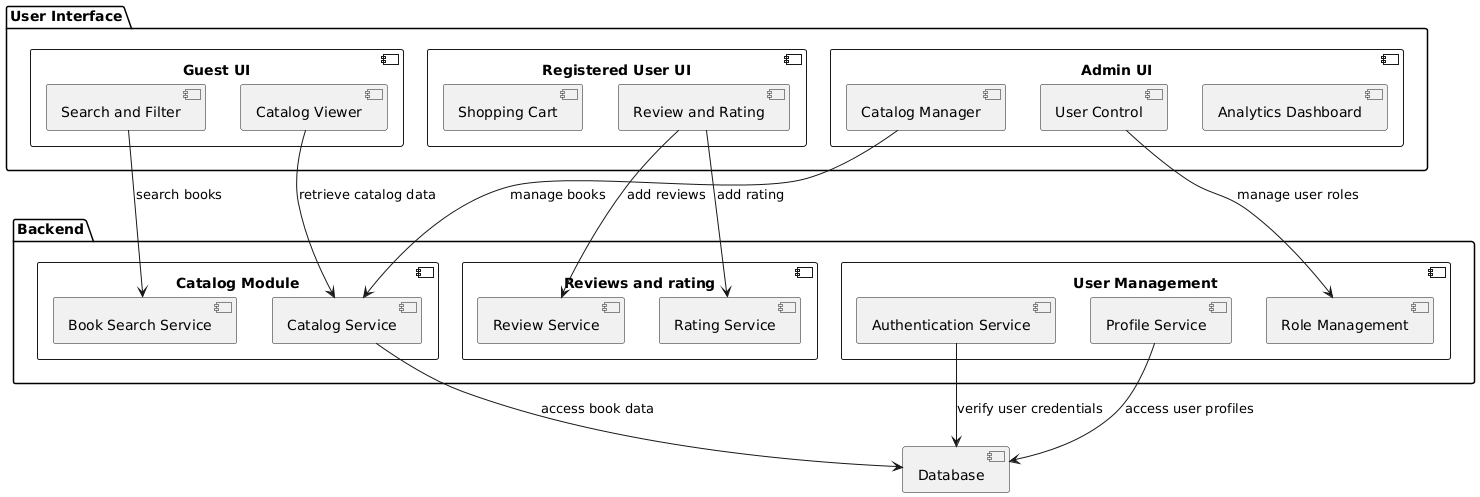 User Interface
Guest UI
Registered User UI
Admin UI
Search and Filter
Catalog Viewer
Shopping Cart
Review and Rating
Catalog Manager
User Control
Analytics Dashboard
search books
retrieve catalog data
manage books
add reviews
add rating
manage user roles
Backend
Catalog Module
Reviews and rating
User Management
Book Search Service
Catalog Service
Review Service
Rating Service
Authentication Service
Profile Service
Role Management
access book data
verify user credentials
access user profiles
Database